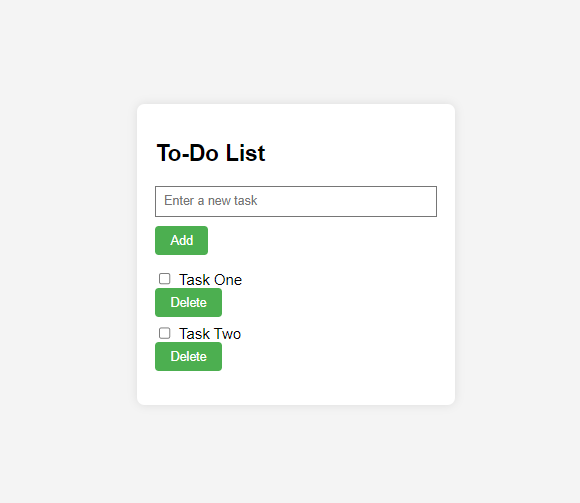 To-Do List
Enter a new task
Add
Task One
Delete
Task Two
Delete